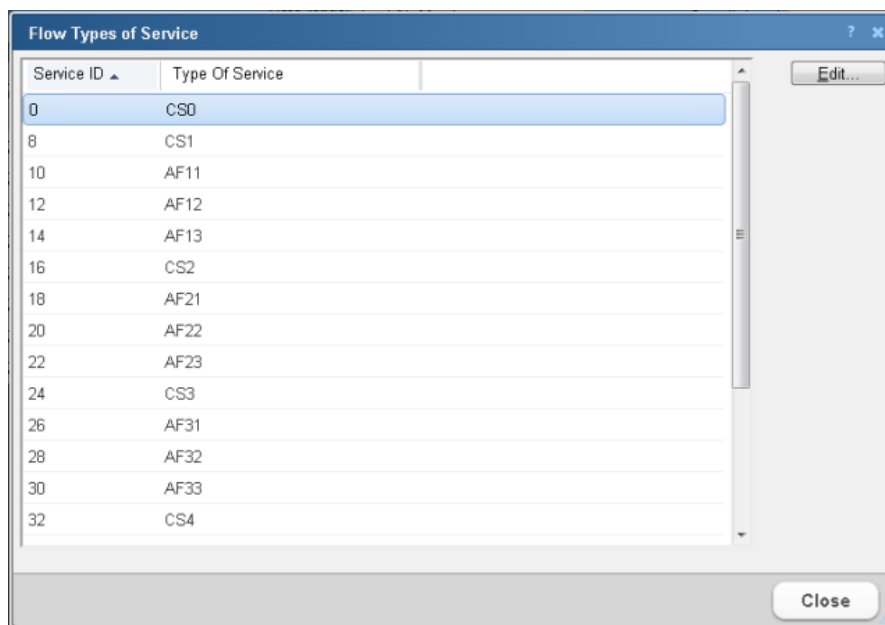 Flow Types of Service ? x
Service ID Type Of Service Edit...
0 CS0
8 CS1
10 AF11
12 AF12
14 AF13
16 CS2
18 AF21
20 AF22
22 AF23
24 CS3
26 AF31
28 AF32
30 AF33
32 CS4
Close